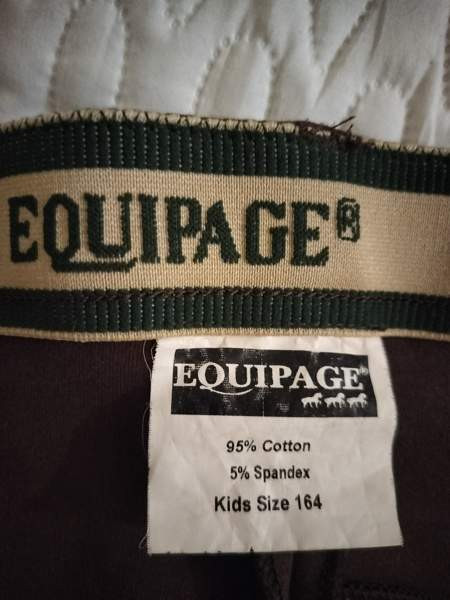 EQUIPAGE®
EQUIPAGE®
95% Cotton
5% Spandex
Kids Size 164